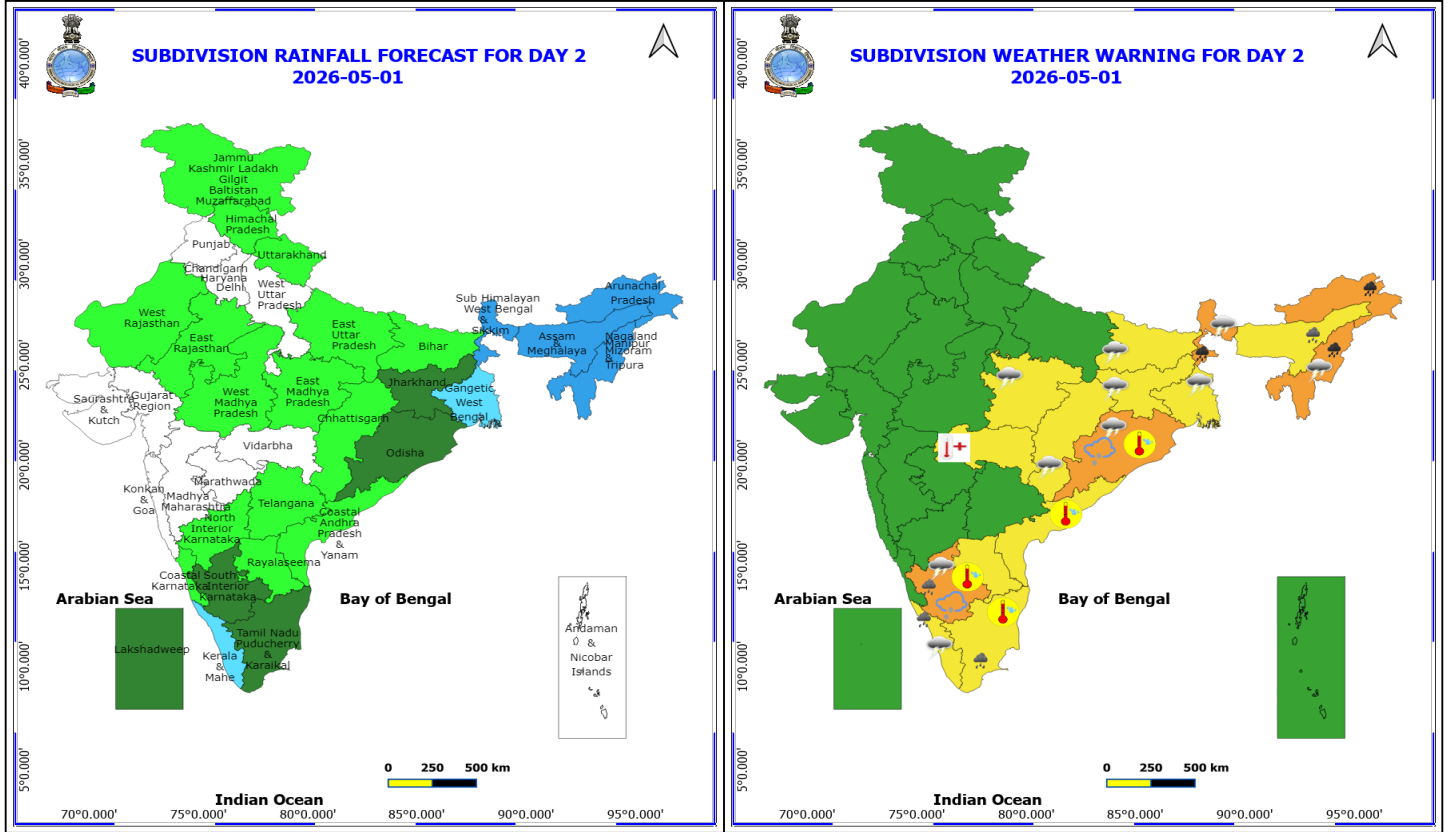 SUBDIVISION RAINFALL FORECAST FOR DAY 2
2026-05-01
40°0.000'
35°0.000'
30°0.000'
25°0.000'
20°0.000'
15°0.000'
10°0.000'
5°0.000'
Jammu
Kashmir Ladakh
Gilgit
Baltistan
Muzaffarabad
Himachal
Pradesh
Punjab
Uttarakhand
Chandigarh
Haryana
Delhi
West
Uttar
Pradesh
West
Rajasthan
East
Rajasthan
East
Uttar
Pradesh
Bihar
Sub Himalayan
West Bengal
&
Sikkim
Arunachal
Pradesh
Assam
&
Meghalaya
Nagaland
Manipur
Mizoram
&
Tripura
Jharkhand
Gangetic
West
Bengal
Saurashtra
&
Kutch
Gujarat
Region
West
Madhya
Pradesh
East
Madhya
Pradesh
Chhattisgarh
Vidarbha
Odisha
Konkan
&
Goa
Madhya
Maharashtra
Marathwada
Telangana
North
Interior
Karnataka
Coastal
Andhra
Pradesh
&
Yanam
Rayalaseema
Coastal
Karnataka
South
Interior
Karnataka
Arabian Sea
Bay of Bengal
Lakshadweep
Kerala
&
Mahe
Tamil Nadu
Puducherry
&
Karaikal
Andaman
&
Nicobar
Islands
0 250 500 km
Indian Ocean
70°0.000' 75°0.000' 80°0.000' 85°0.000' 90°0.000' 95°0.000'
SUBDIVISION WEATHER WARNING FOR DAY 2
2026-05-01
40°0.000'
35°0.000'
30°0.000'
25°0.000'
20°0.000'
15°0.000'
10°0.000'
5°0.000'
Arabian Sea
Bay of Bengal
0 250 500 km
Indian Ocean
70°0.000' 75°0.000' 80°0.000' 85°0.000' 90°0.000' 95°0.000'